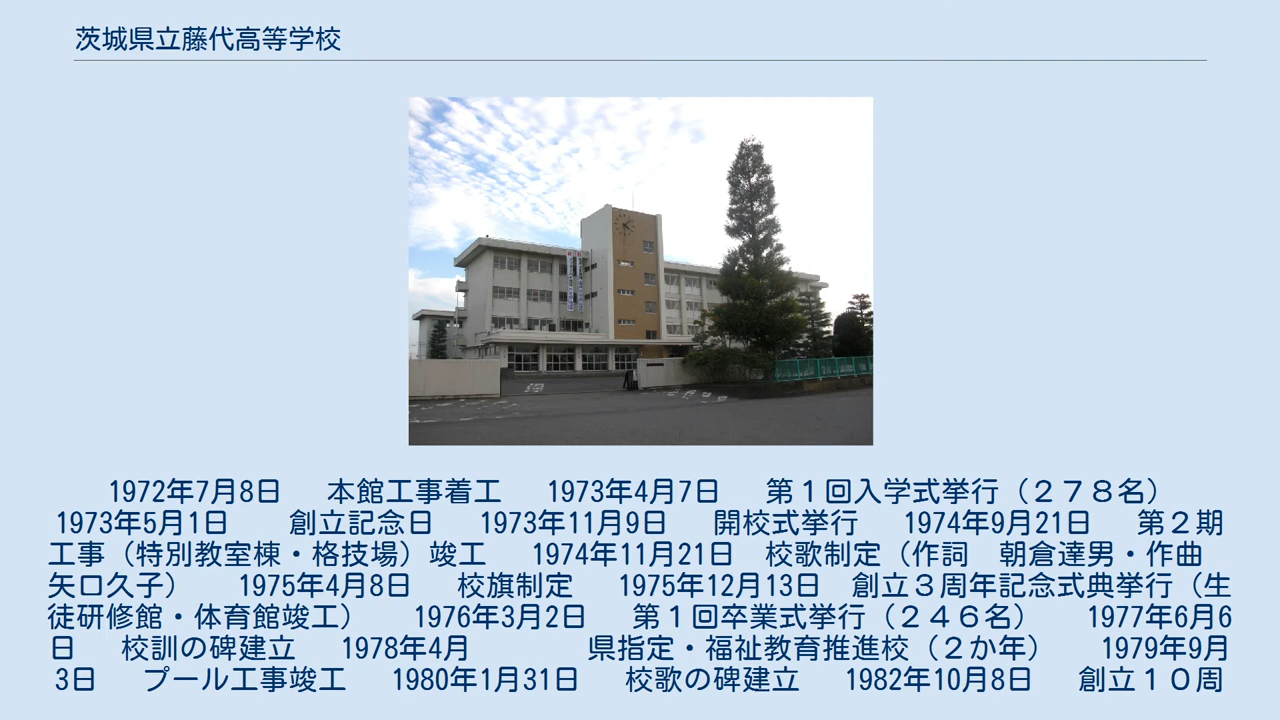 茨城県立藤代高等学校
1972年7月8日　本館工事着工　1973年4月7日　第１回入学式挙行（２７８名）
1973年5月1日　創立記念日　1973年11月9日　開校式挙行　1974年9月21日　第２期
工事（特別教室棟・格技場）竣工　1974年11月21日　校歌制定（作詞　朝倉達男・作曲
矢口久子）　1975年4月8日　校旗制定　1975年12月13日　創立３周年記念式典挙行（生
徒研修館・体育館竣工）　1976年3月2日　第１回卒業式挙行（２４６名）　1977年6月6
日　校訓の碑建立　1978年4月　県指定・福祉教育推進校（２か年）　1979年9月
3日　プール工事竣工　1980年1月31日　校歌の碑建立　1982年10月8日　創立１０周